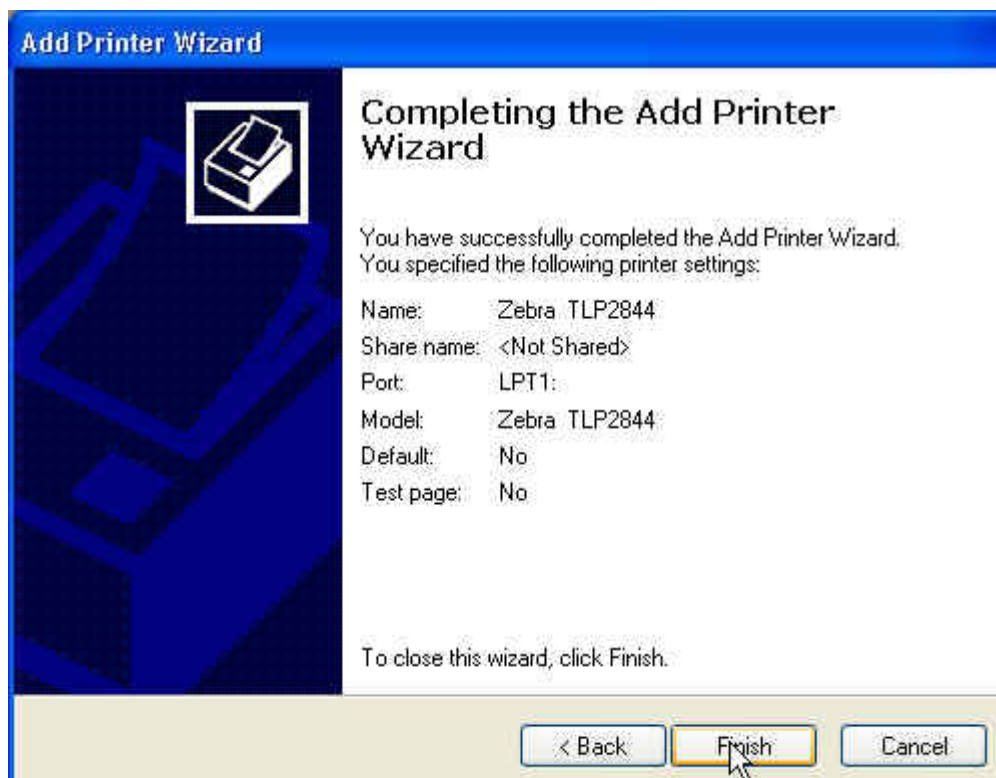 Add Printer Wizard
Completing the Add Printer
Wizard
You have successfully completed the Add Printer Wizard.
You specified the following printer settings:
Name: Zebra TLP2844
Share name: <Not Shared>
Port: LPT1:
Model: Zebra TLP2844
Default: No
Test page: No
To close this wizard, click Finish.
< Back Finish Cancel